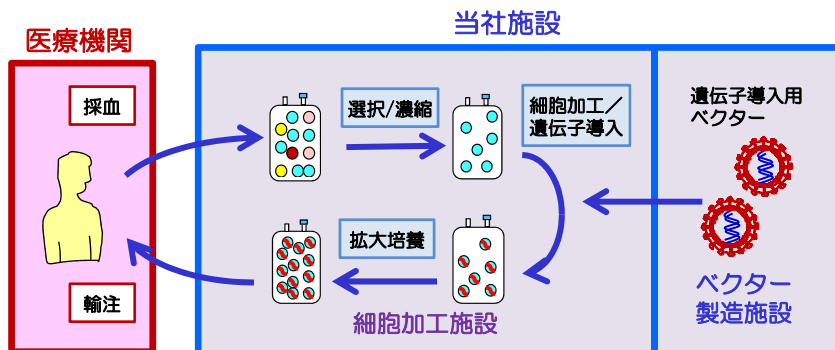 当社施設
医療機関
採血
選択/濃縮
細胞加工／
遺伝子導入
遺伝子導入用
ベクター
拡大培養
輸注
細胞加工施設
ベクター
製造施設